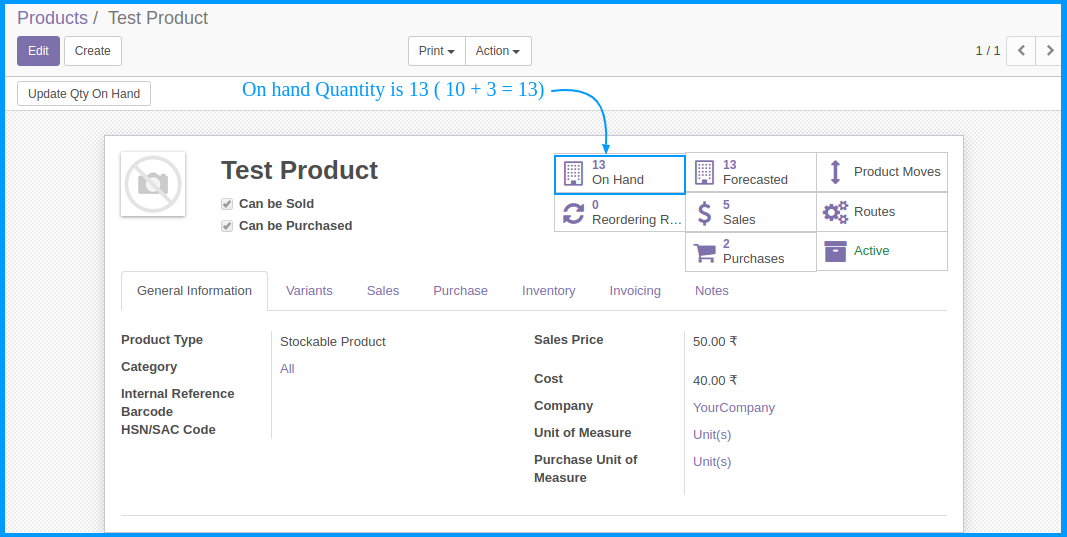 Products / Test Product
Edit Create Print Action 1 / 1
Update Qty On Hand
On hand Quantity is 13 ( 10 + 3 = 13)
Test Product
Can be Sold
Can be Purchased
13
On Hand
13
Forecasted
Product Moves
0
Reordering R...
5
Sales
Routes
2
Purchases
Active
General Information Variants Sales Purchase Inventory Invoicing Notes
Product Type Stockable Product
Category All
Internal Reference
Barcode
HSN/SAC Code
Sales Price 50.00 ₹
Cost 40.00 ₹
Company YourCompany
Unit of Measure Unit(s)
Purchase Unit of Unit(s)
Measure